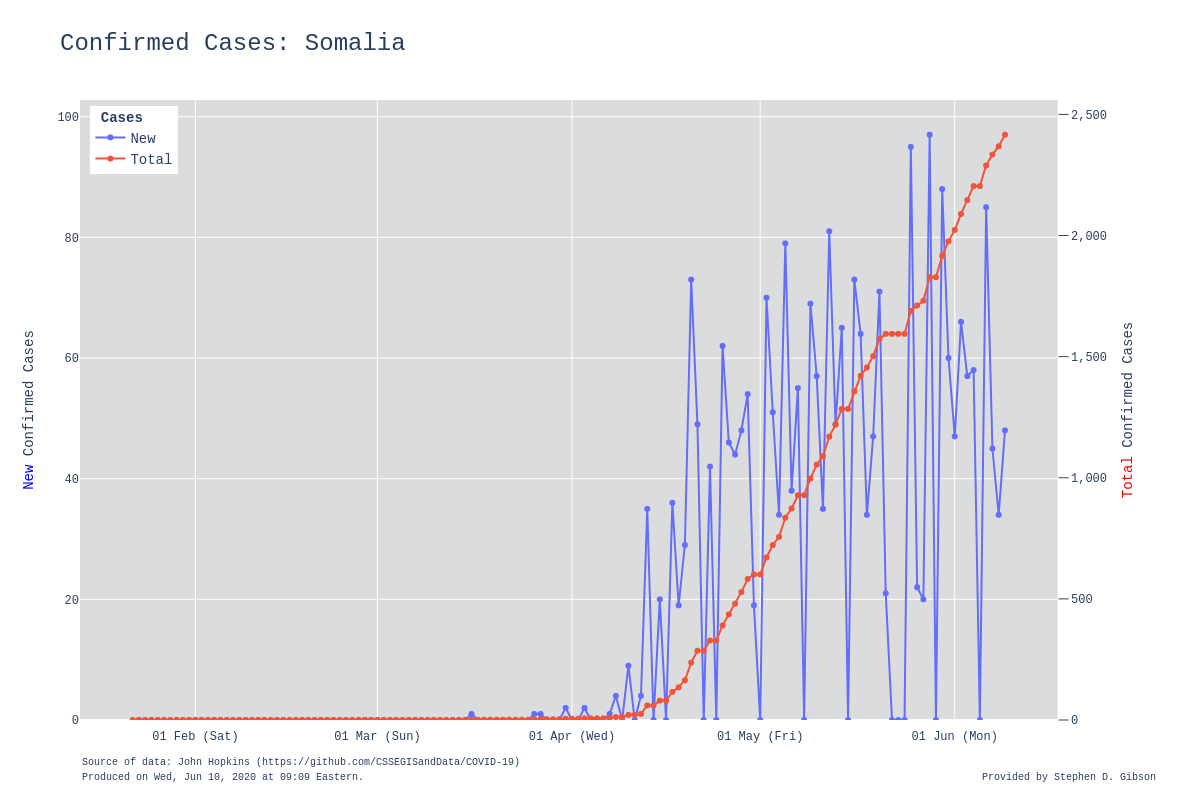 Confirmed Cases: Somalia
Cases
New
Total
100
80
60
40
20
0
2,500
2,000
1,500
1,000
500
0
New Confirmed Cases
Total Confirmed Cases
01 Feb (Sat)
01 Mar (Sun)
01 Apr (Wed)
01 May (Fri)
01 Jun (Mon)
Source of data: John Hopkins (https://github.com/CSSEGISandData/COVID-19)
Produced on Wed, Jun 10, 2020 at 09:09 Eastern.
Provided by Stephen D. Gibson